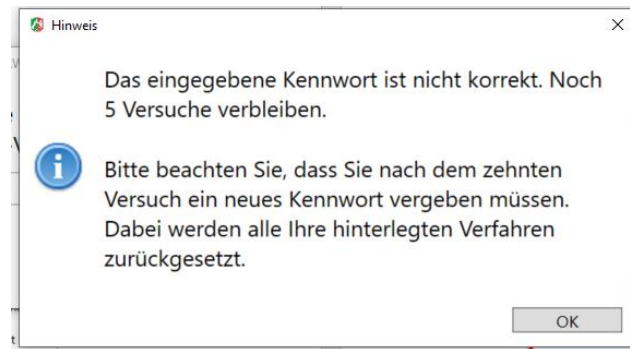 Hinweis
Das eingegebene Kennwort ist nicht korrekt. Noch
5 Versuche verbleiben.
Bitte beachten Sie, dass Sie nach dem zehnten
Versuch ein neues Kennwort vergeben müssen.
Dabei werden alle Ihre hinterlegten Verfahren
zurückgesetzt.
OK